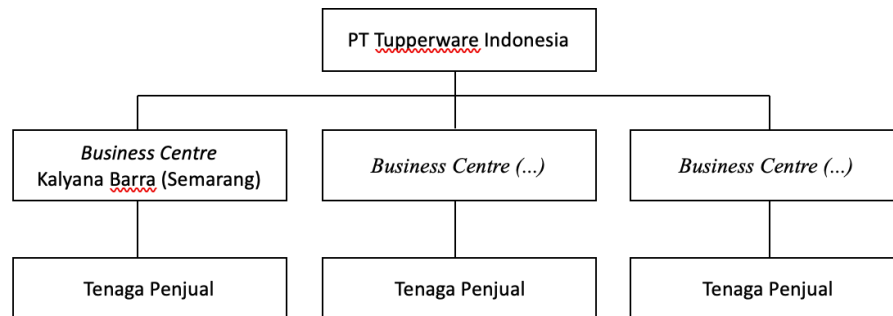 PT Tupperware Indonesia
Business Centre
Kalyana Barra (Semarang)
Business Centre (...)
Business Centre (...)
Tenaga Penjual
Tenaga Penjual
Tenaga Penjual